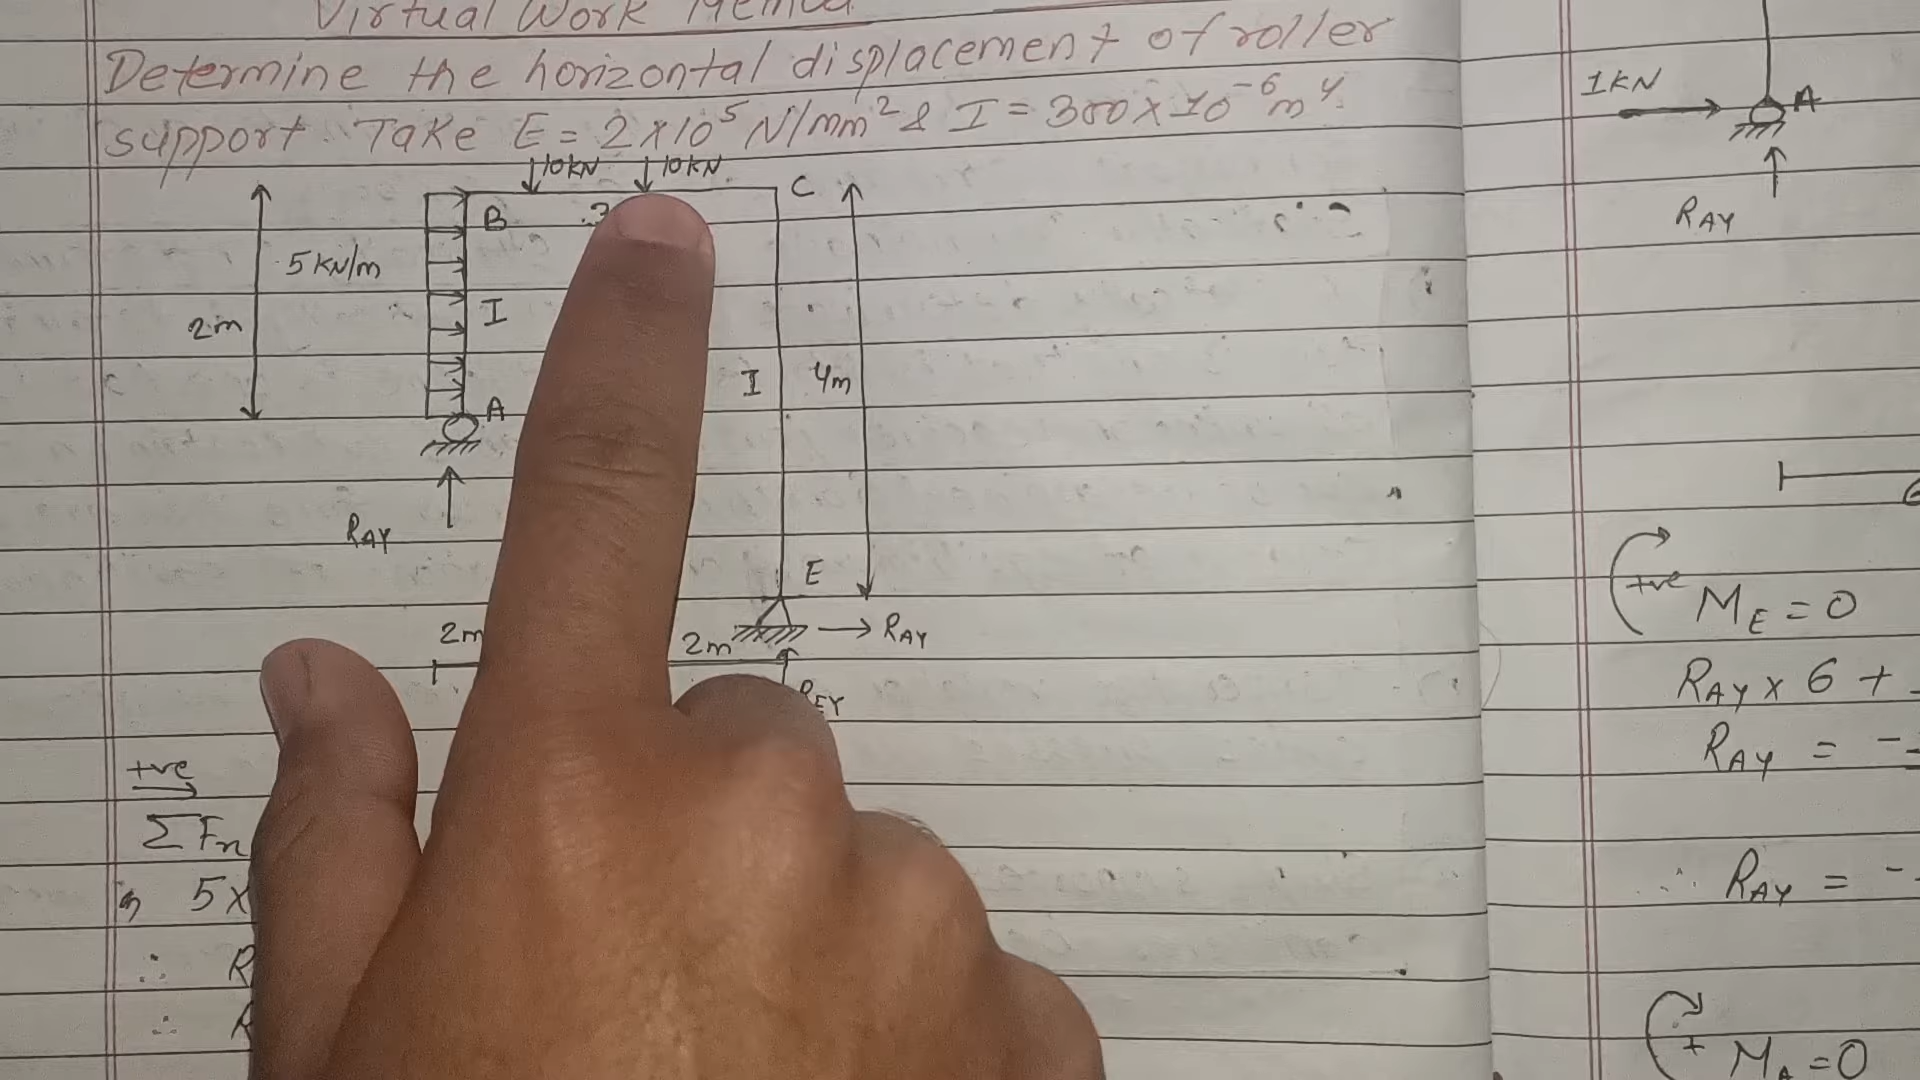 Virtual Work Method
Determine the horizontal displacement of roller
support. Take E = 2×10⁵ N/mm² & I = 300×10⁻⁶ m⁴.
10KN 10KN
B C
5 KN/m
2m
I
I 4m
A
RAY
E
RAY
2m 2m
REY
+ve
ΣFx
5×
∴ R
∴ R
1KN A
RAY
+ve ME = 0
RAY × 6 +
RAY = -
∴ RAY = -
+ MA = 0